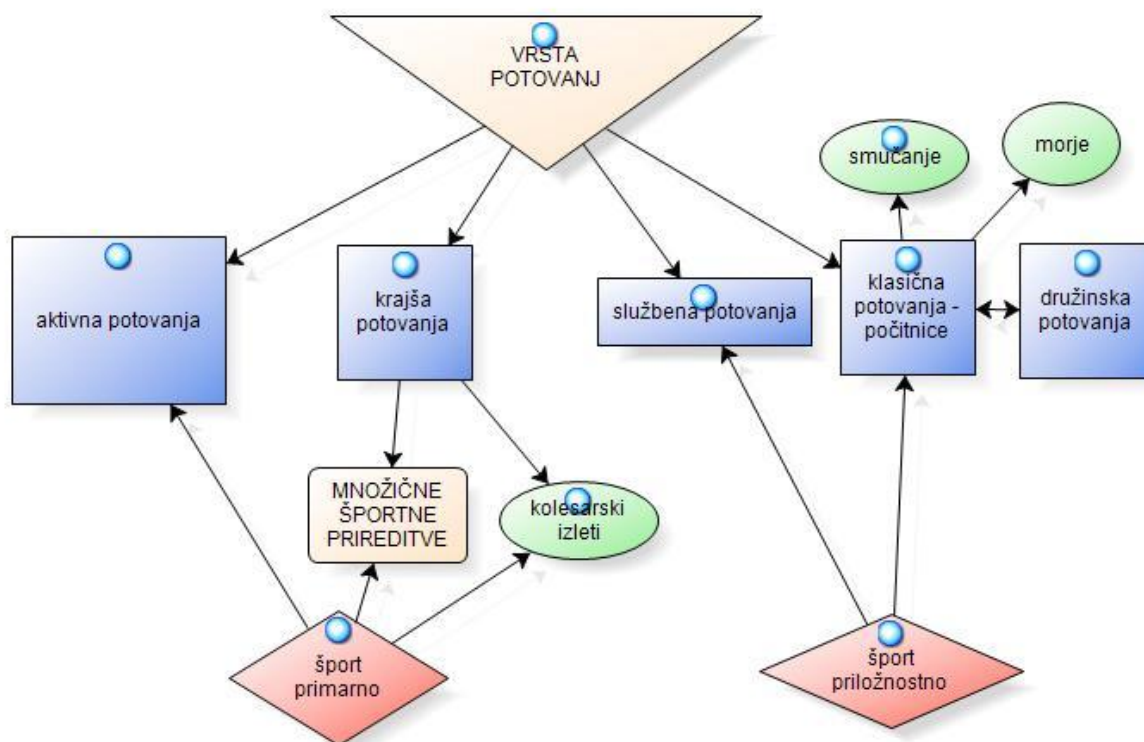 VRSTA
POTOVANJ
smučanje
morje
aktivna potovanja
krajša
potovanja
službena potovanja
klasična
potovanja -
počitnice
družinska
potovanja
MNOŽIČNE
ŠPORTNE
PRIREDITVE
kolesarski
izleti
šport
primarno
šport
priložnostno